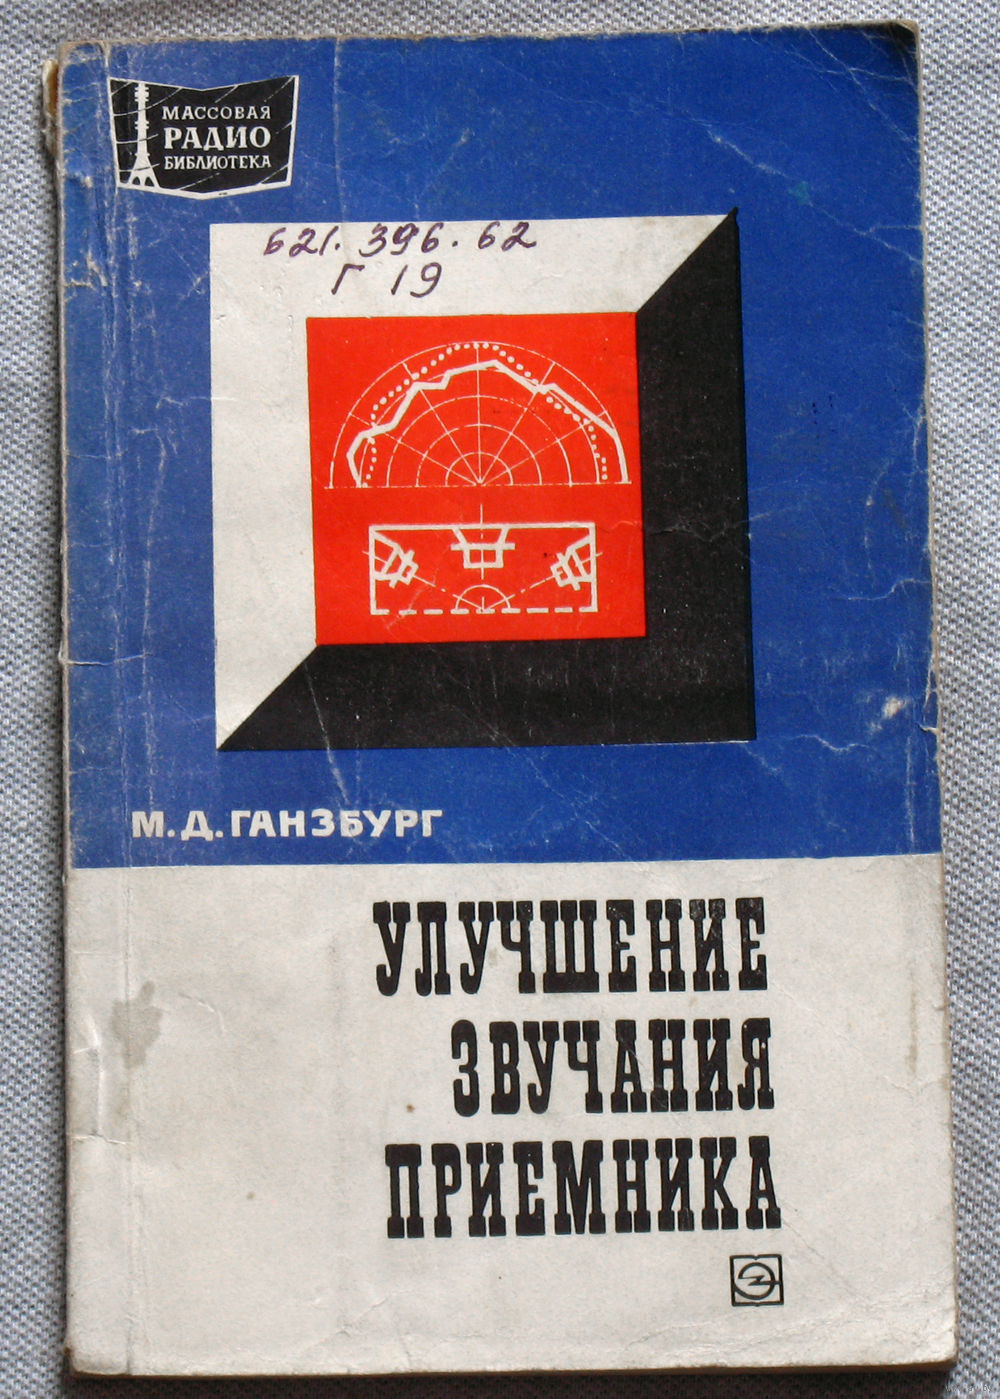 МАССОВАЯ
РАДИО
БИБЛИОТЕКА
621.396.62
Г 19
М.Д.ГАНЗБУРГ
УЛУЧШЕНИЕ
ЗВУЧАНИЯ
ПРИЕМНИКА